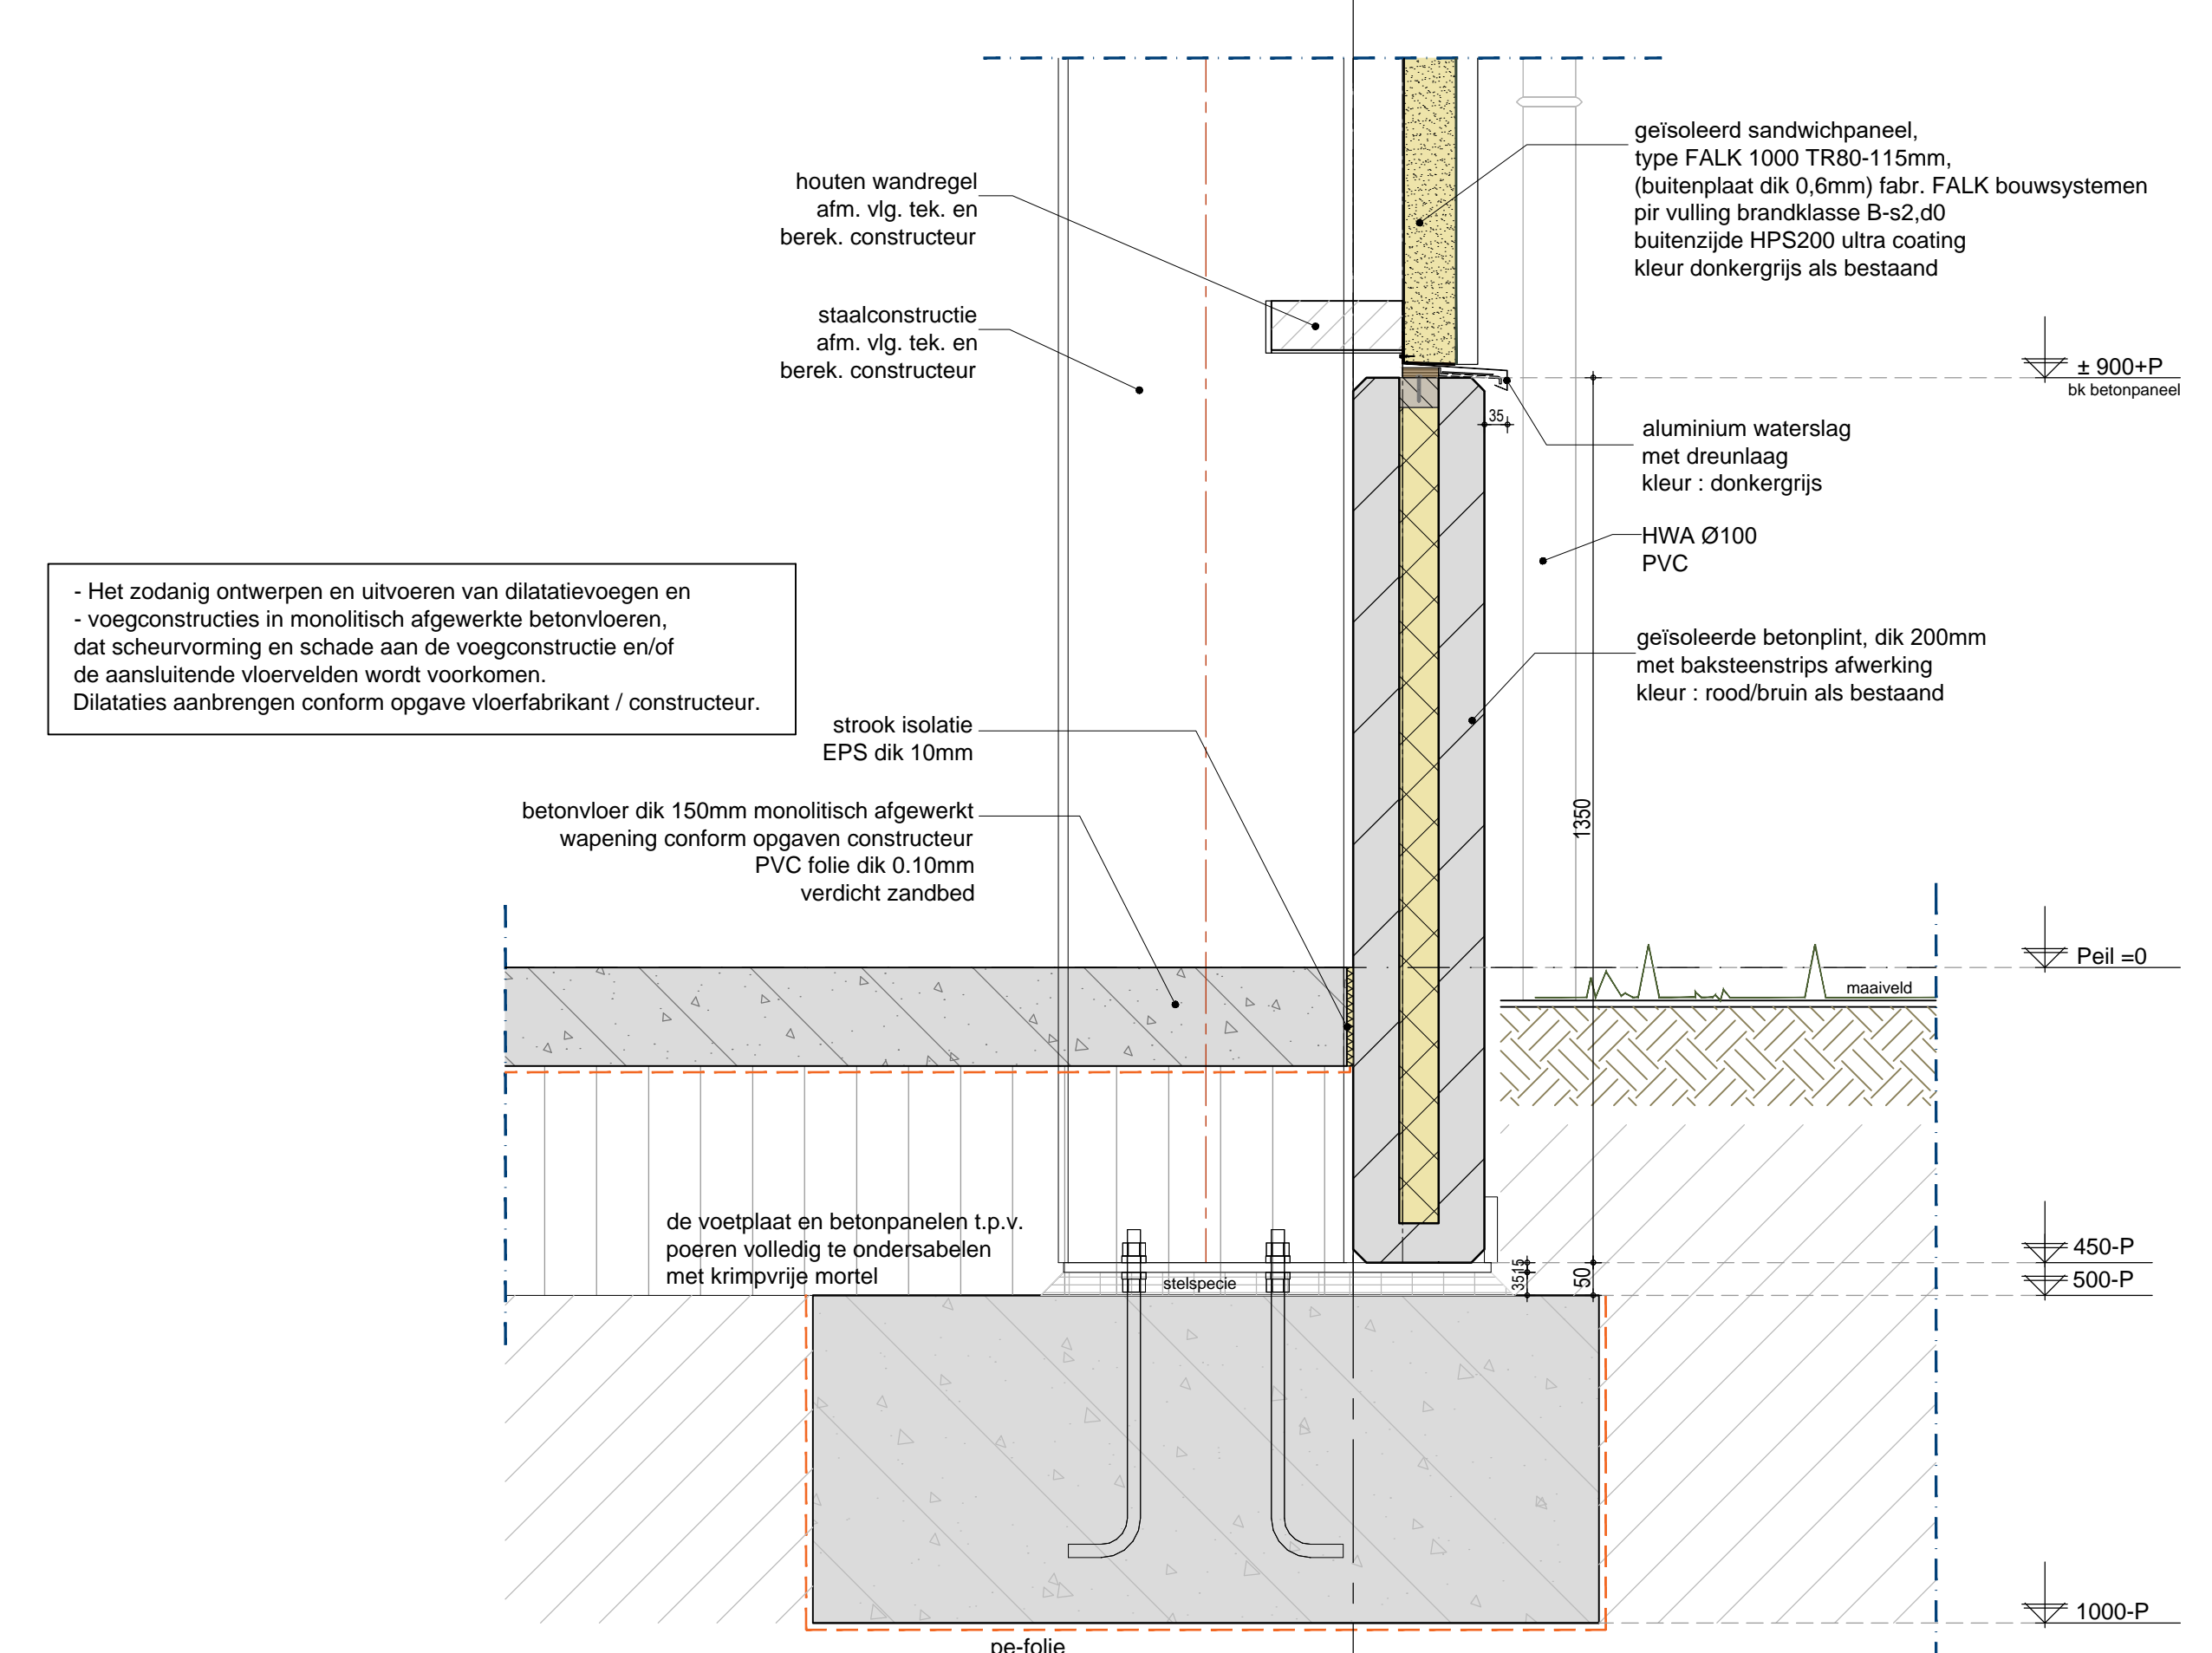 geïsoleerd sandwichpaneel,
type FALK 1000 TR80-115mm,
(buitenplaat dik 0,6mm) fabr. FALK bouwsystemen
pir vulling brandklasse B-s2,d0
buitenzijde HPS200 ultra coating
kleur donkergrijs als bestaand
houten wandregel
afm. vlg. tek. en
berek. constructeur
staalconstructie
afm. vlg. tek. en
berek. constructeur
± 900+P
bk betonpaneel
35
aluminium waterslag
met dreunlaag
kleur : donkergrijs
HWA Ø100
PVC
- Het zodanig ontwerpen en uitvoeren van dilatatievoegen en
- voegconstructies in monolitisch afgewerkte betonvloeren,
dat scheurvorming en schade aan de voegconstructie en/of
de aansluitende vloervelden wordt voorkomen.
Dilataties aanbrengen conform opgave vloerfabrikant / constructeur.
geïsoleerde betonplint, dik 200mm
met baksteenstrips afwerking
kleur : rood/bruin als bestaand
strook isolatie
EPS dik 10mm
betonvloer dik 150mm monolitisch afgewerkt
wapening conform opgaven constructeur
PVC folie dik 0.10mm
verdicht zandbed
1350
Peil =0
maaiveld
de voetplaat en betonpanelen t.p.v.
poeren volledig te ondersabelen
met krimpvrije mortel
stelspecie
15
35
50
450-P
500-P
1000-P
pe-folie